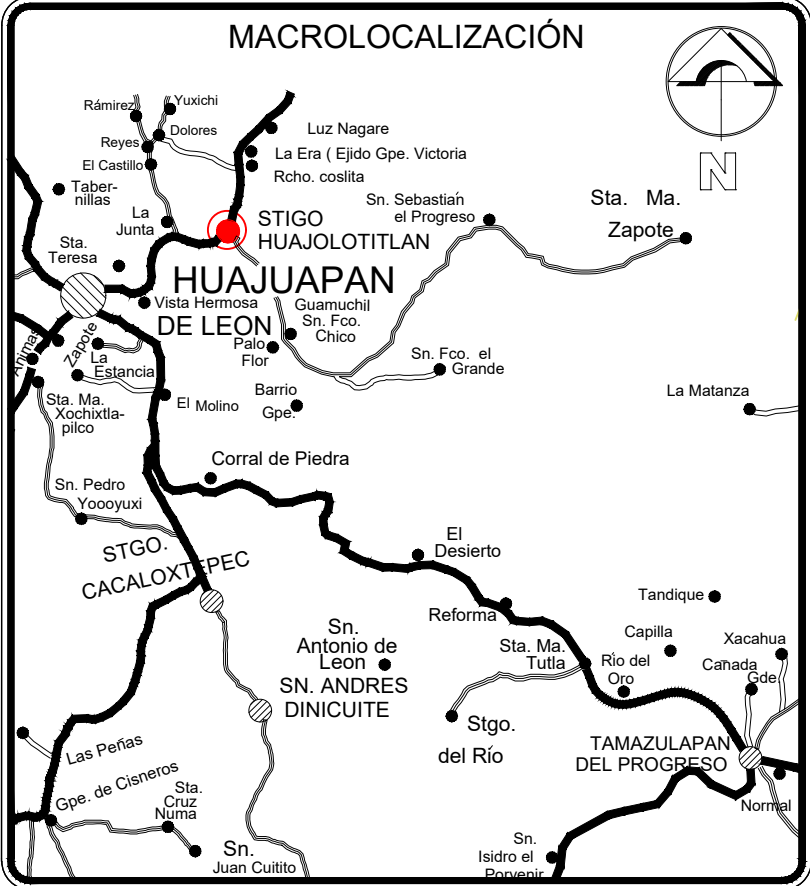 MACROLOCALIZACIÓN
N
Rámirez
Yuxichi
Dolores
Reyes
El Castillo
Luz Nagare
La Era ( Ejido Gpe. Victoria
Rcho. coslita
Taber-
nillas
La
Junta
STIGO
HUAJOLOTITLAN
Sn. Sebastián
el Progreso
Sta. Ma.
Zapote
Sta.
Teresa
HUAJUAPAN
DE LEON
Vista Hermosa
Guamuchil
Sn. Fco.
Chico
Palo
Flor
Sn. Fco. el
Grande
Animas
Zapote
La
Estancia
Barrio
Gpe.
La Matanza
El Molino
Sta. Ma.
Xochixtla-
pilco
Corral de Piedra
Sn. Pedro
Yoooyuxi
STGO.
CACALOXTEPEC
El
Desierto
Reforma
Tandique
Capilla
Xacahua
Sn.
Antonio de
Leon
SN. ANDRES
DINICUITE
Sta. Ma.
Tutla
Río del
Oro
Cañada
Gde.
Stgo.
del Río
Las Peñas
TAMAZULAPAN
DEL PROGRESO
Normal
Gpe. de Cisneros
Sta.
Cruz
Numa
Sn.
Juan Cuitito
Sn.
Isidro el
Porvenir